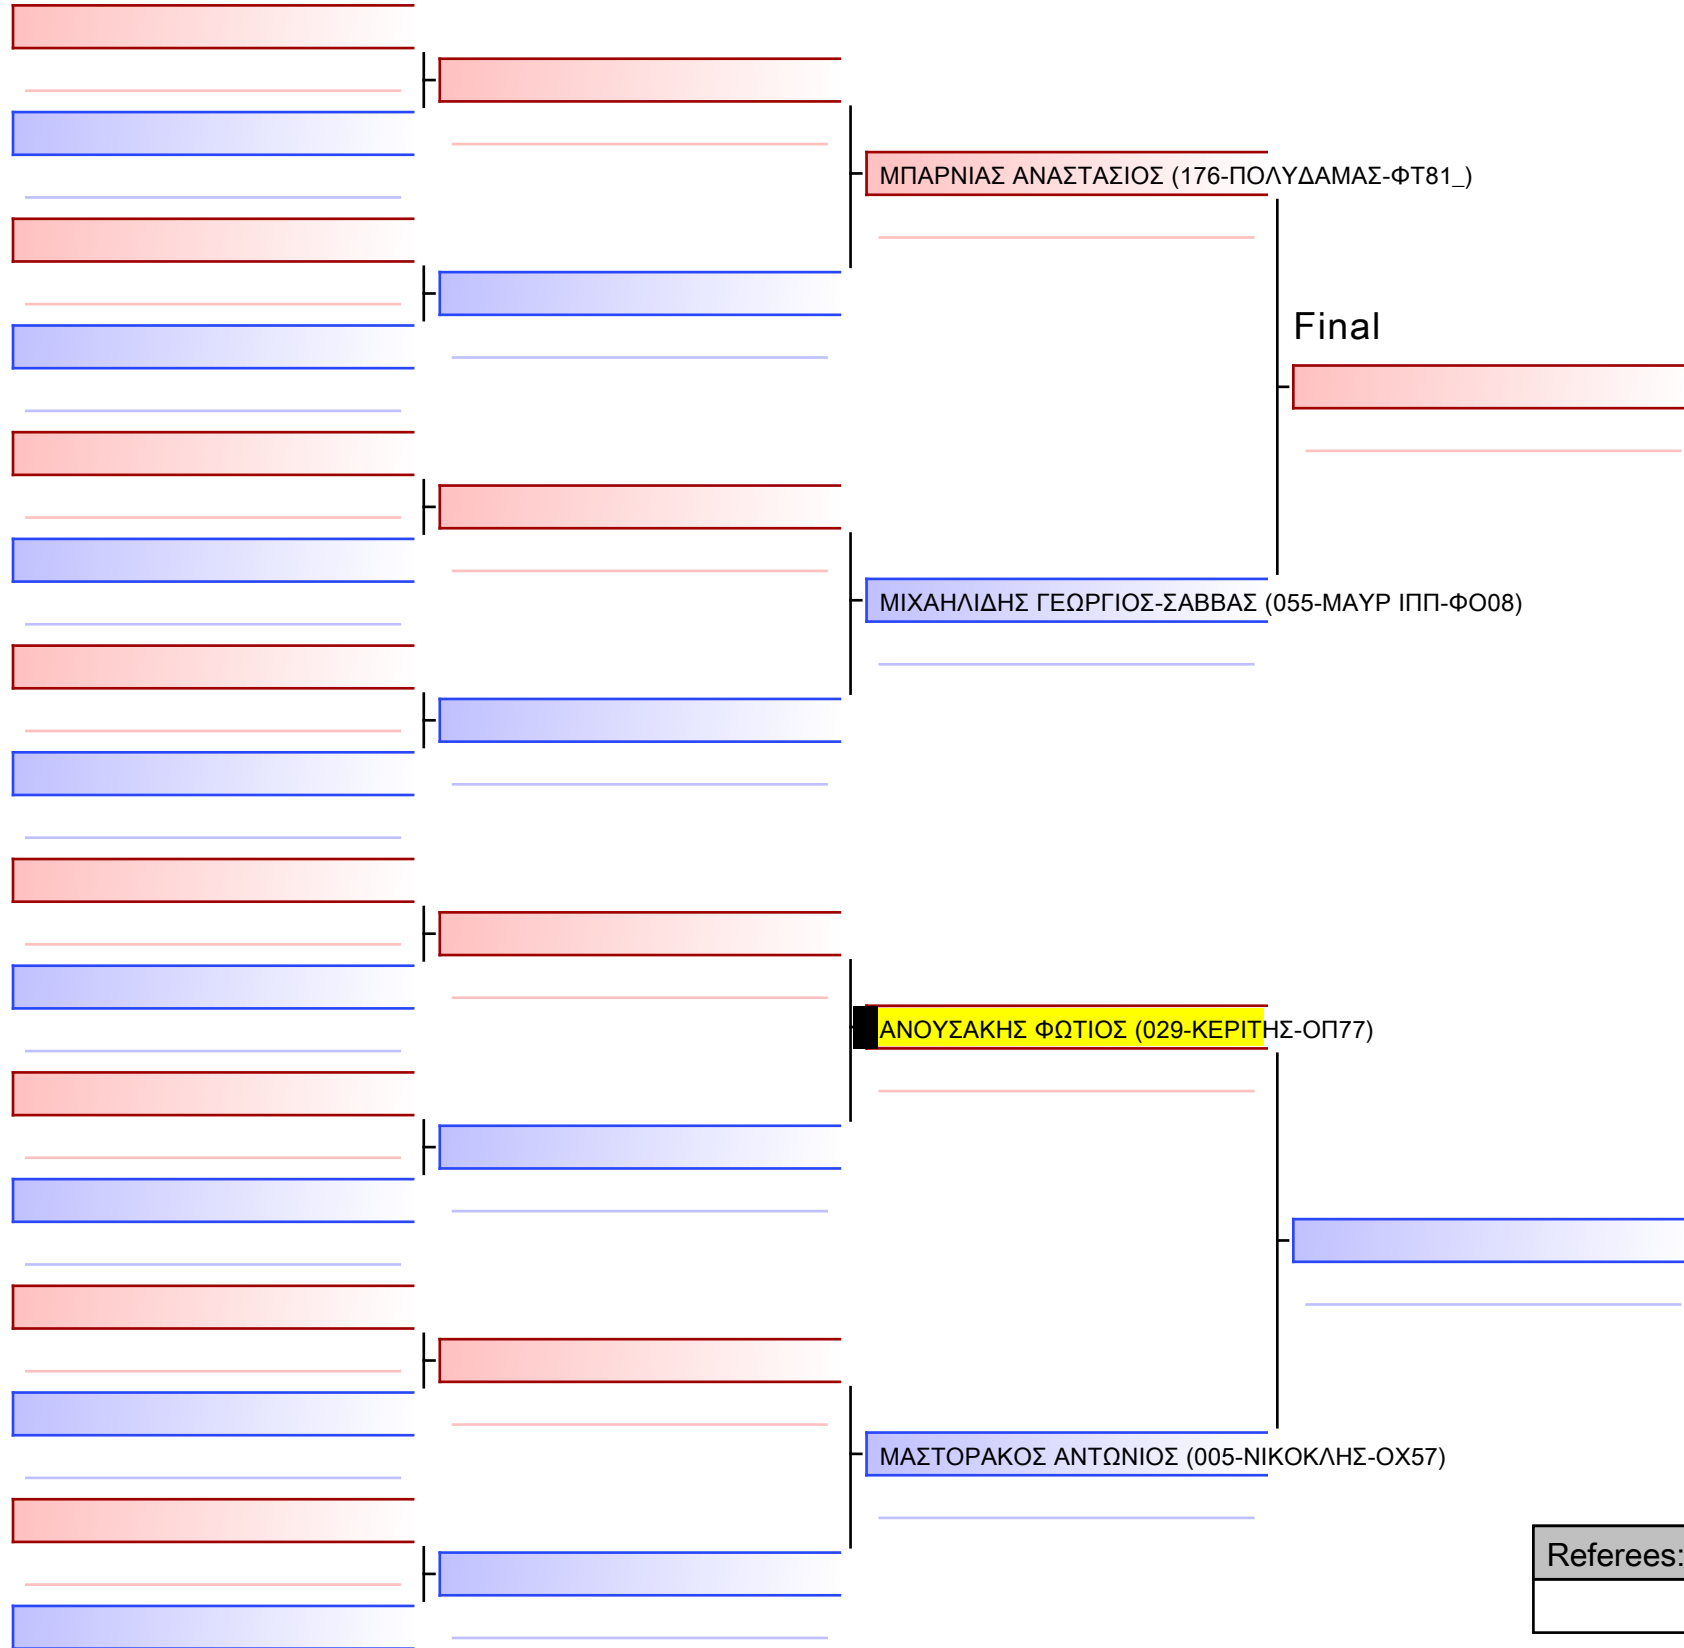 ΜΠΑΡΝΙΑΣ ΑΝΑΣΤΑΣΙΟΣ (176-ΠΟΛΥΔΑΜΑΣ-ΦΤ81_)
Final
ΜΙΧΑΗΛΙΔΗΣ ΓΕΩΡΓΙΟΣ-ΣΑΒΒΑΣ (055-ΜΑΥΡ ΙΠΠ-ΦΟ08)
ΑΝΟΥΣΑΚΗΣ ΦΩΤΙΟΣ (029-ΚΕΡΙΤΗΣ-ΟΠ77)
ΜΑΣΤΟΡΑΚΟΣ ΑΝΤΩΝΙΟΣ (005-ΝΙΚΟΚΛΗΣ-ΟΧ57)
Referees: